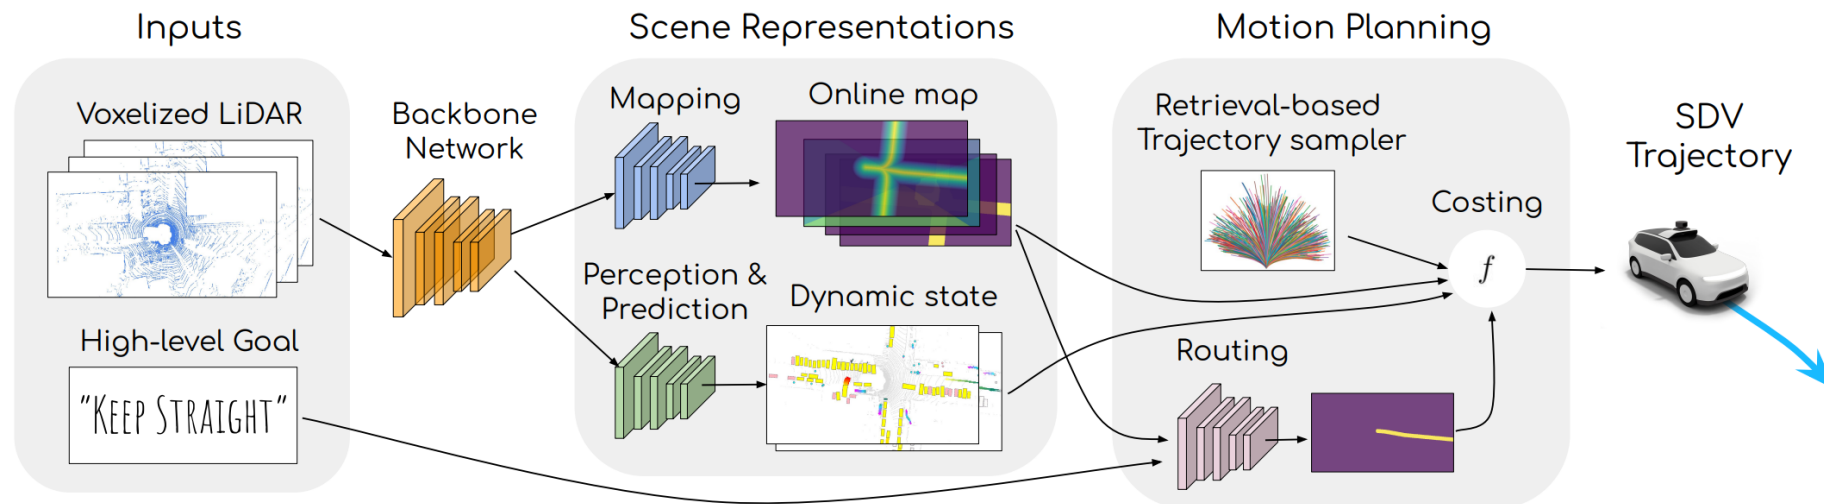 Inputs
Scene Representations
Motion Planning
Voxelized LiDAR
Backbone
Network
Mapping
Online map
Retrieval-based
Trajectory sampler
SDV
Trajectory
Costing
f
Perception &
Prediction
Dynamic state
High-level Goal
"KEEP STRAIGHT"
Routing